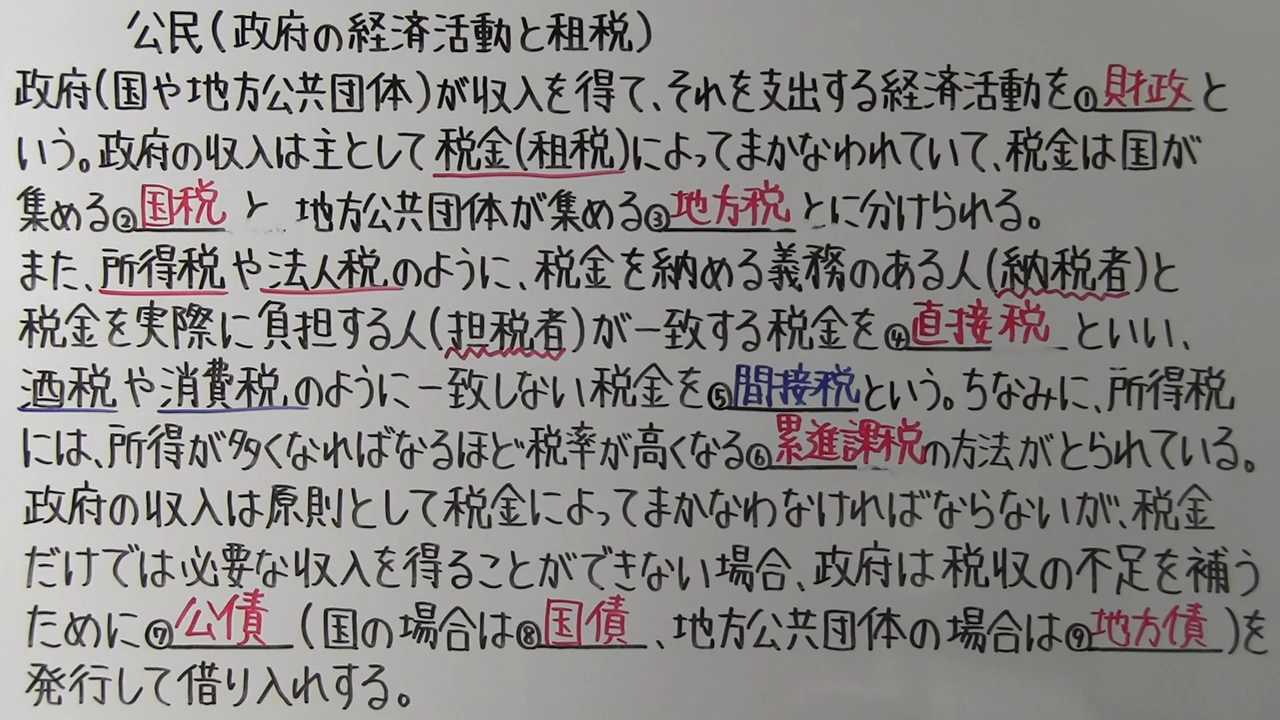 公民(政府の経済活動と租税)
政府(国や地方公共団体)が収入を得て、それを支出する経済活動を①財政と
いう。政府の収入は主として税金(租税)によってまかなわれていて、税金は国が
集める②国税と 地方公共団体が集める③地方税とに分けられる。
また、所得税や法人税のように、税金を納める義務のある人(納税者)と
税金を実際に負担する人(担税者)が一致する税金を④直接税といい、
酒税や消費税のように一致しない税金を⑤間接税という。ちなみに、所得税
には、所得が多くなればなるほど税率が高くなる⑥累進課税の方法がとられている。
政府の収入は原則として税金によってまかなわなければならないが、税金
だけでは必要な収入を得ることができない場合、政府は税収の不足を補う
ために⑦公債(国の場合は⑧国債、地方公共団体の場合は⑨地方債)を
発行して借り入れする。